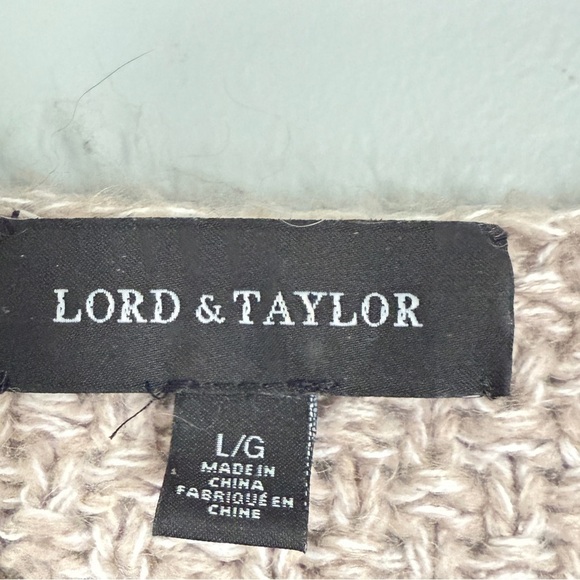 LORD & TAYLOR
L/G
MADE IN
CHINA
FABRIQUÉ EN
CHINE